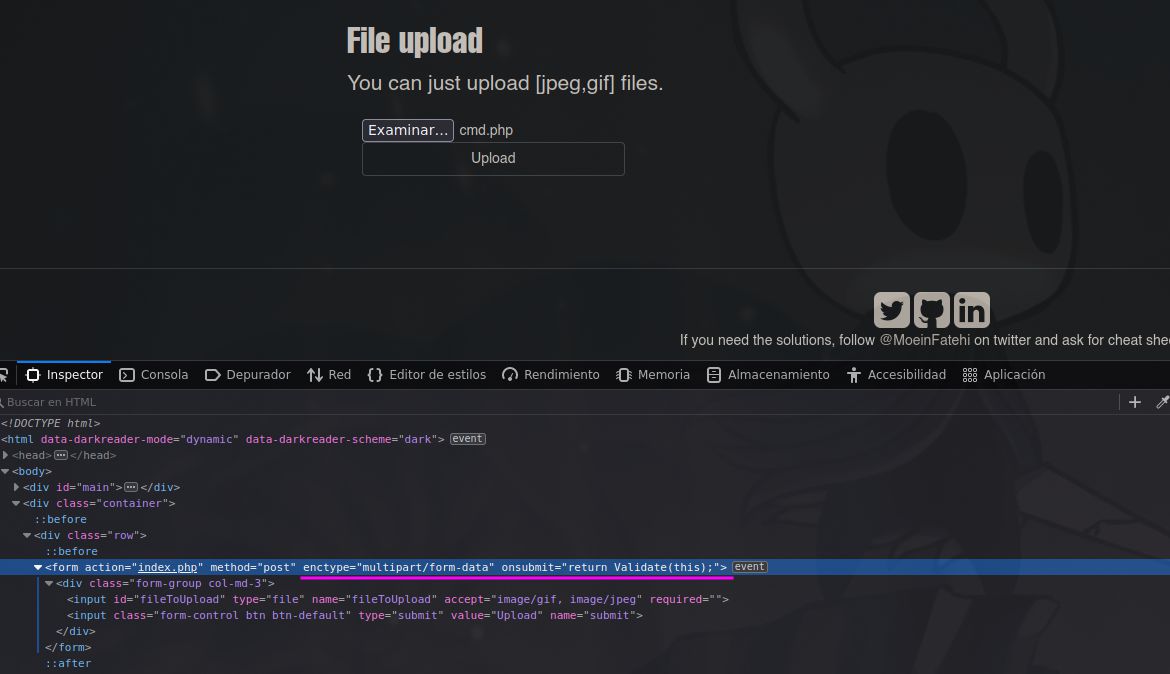 File upload
You can just upload [jpeg,gif] files.
Examinar... cmd.php
Upload
in
If you need the solutions, follow @MoeinFatehi on twitter and ask for cheat
Inspector Consola Depurador Red {} Editor de estilos Rendimiento Memoria Almacenamiento Accesibilidad Aplicación
Buscar en HTML
<!DOCTYPE html>
<html data-darkreader-mode="dynamic" data-darkreader-scheme="dark"> event
<head>...</head>
<body>
<div id="main">...</div>
<div class="container">
::before
<div class="row">
::before
<form action="index.php" method="post" enctype="multipart/form-data" onsubmit="return Validate(this);"> event
<div class="form-group col-md-3">
<input id="fileToUpload" type="file" name="fileToUpload" accept="image/gif, image/jpeg" required="">
<input class="form-control btn btn-default" type="submit" value="Upload" name="submit">
</div>
</form>
::after